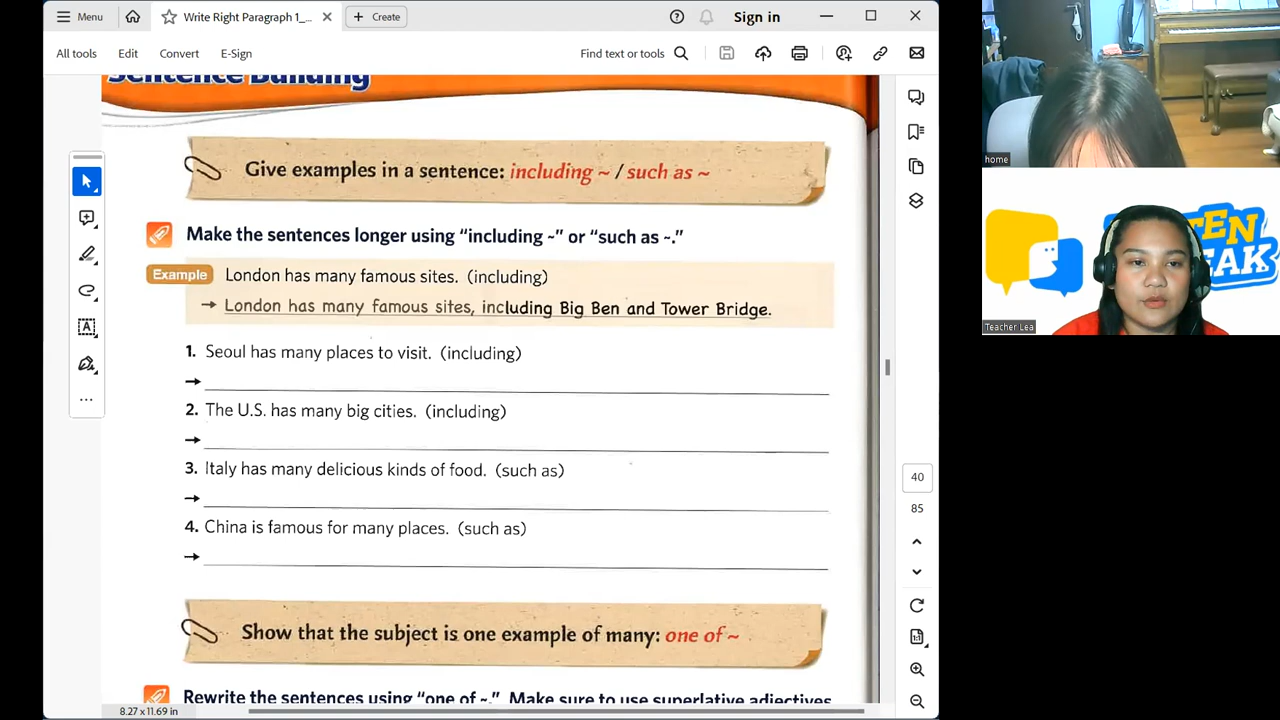 Menu
Write Right Paragraph 1_...
Create
Sign in
All tools
Edit
Convert
E-Sign
Find text or tools
Sentence Building
Give examples in a sentence: including ~ / such as ~
Make the sentences longer using “including ~” or “such as ~.”
Example London has many famous sites. (including)
→ London has many famous sites, including Big Ben and Tower Bridge.
1. Seoul has many places to visit. (including)
→
2. The U.S. has many big cities. (including)
→
3. Italy has many delicious kinds of food. (such as)
→
4. China is famous for many places. (such as)
→
Show that the subject is one example of many: one of ~
Rewrite the sentences using “one of ~.” Make sure to use superlative adjectives
8.27 x 11.69 in
40
85
home
Teacher Lea